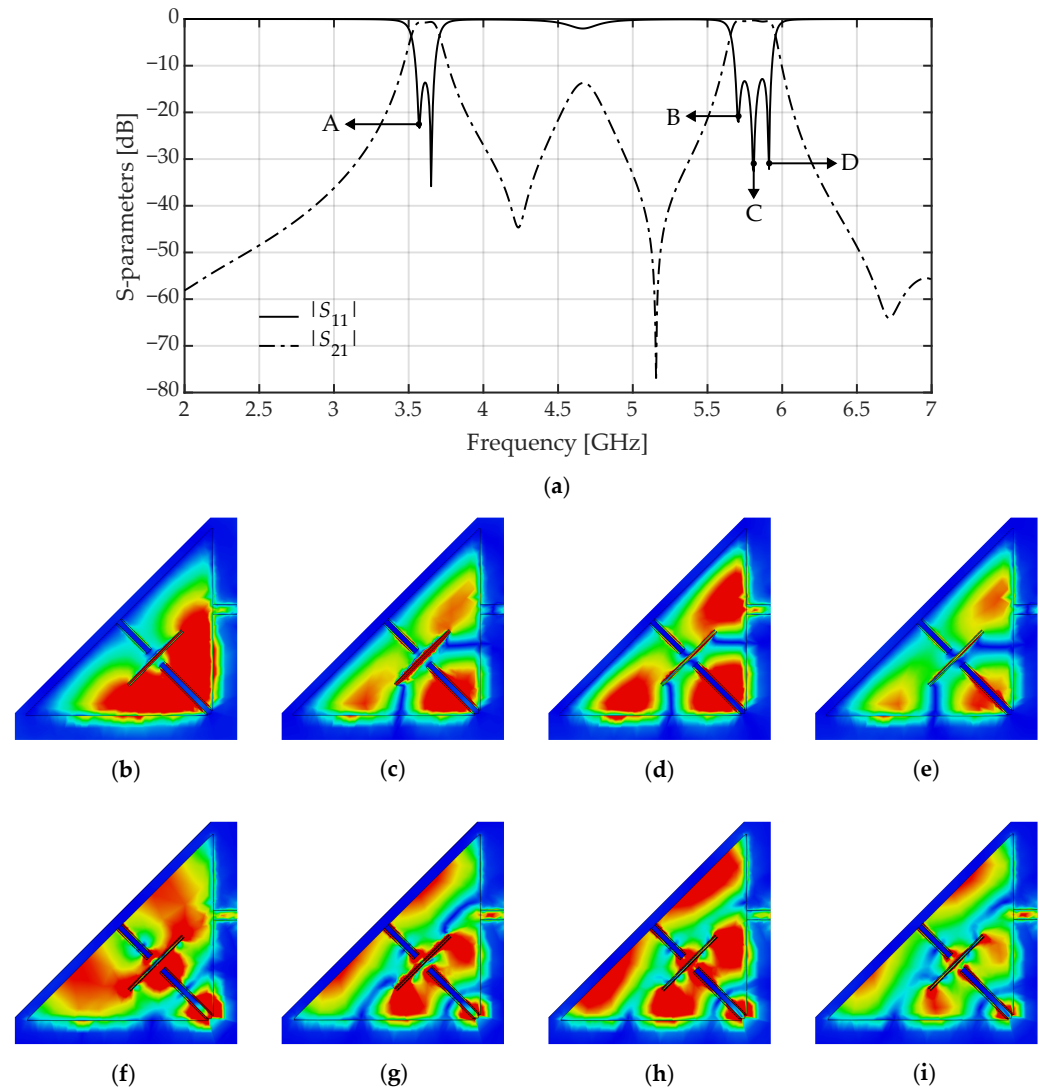 0
−10
−20
−30
−40
−50
−60
−70
−80
S-parameters [dB]
A
B
C
D
|S11|
|S21|
2 2.5 3 3.5 4 4.5 5 5.5 6 6.5 7
Frequency [GHz]
(a)
(b) (c) (d) (e)
(f) (g) (h) (i)